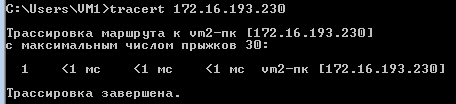 C:\Users\VM1>tracert 172.16.193.230
Трассировка маршрута к vm2-пк [172.16.193.230]
с максимальным числом прыжков 30:
1 <1 мс <1 мс <1 мс vm2-пк [172.16.193.230]
Трассировка завершена.